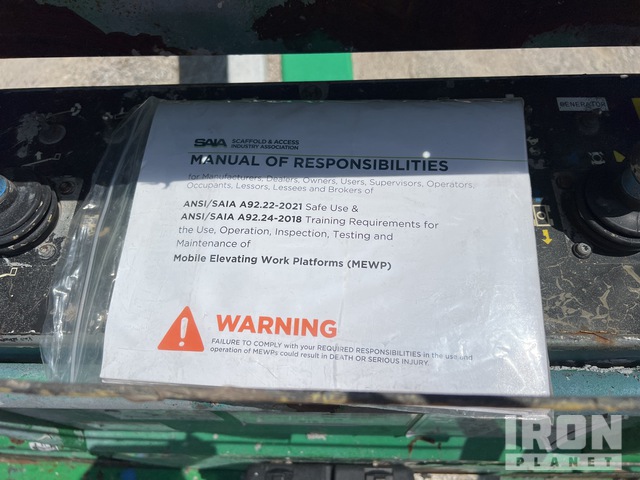 GENERATOR
SAIA SCAFFOLD & ACCESS
INDUSTRY ASSOCIATION
MANUAL OF RESPONSIBILITIES
for Manufacturers, Dealers, Owners, Users, Supervisors, Operators,
Occupants, Lessors, Lessees and Brokers of
ANSI/SAIA A92.22-2021 Safe Use &
ANSI/SAIA A92.24-2018 Training Requirements for
the Use, Operation, Inspection, Testing and
Maintenance of
Mobile Elevating Work Platforms (MEWP)
WARNING
FAILURE TO COMPLY with your REQUIRED RESPONSIBILITIES in the use and
operation of MEWPs could result in DEATH OR SERIOUS INJURY.
IRON
PLANET